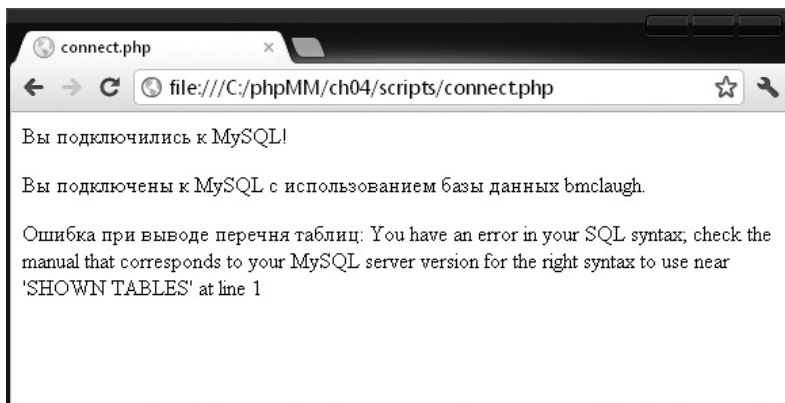 connect.php
file:///C:/phpMM/ch04/scripts/connect.php
Вы подключились к MySQL!
Вы подключены к MySQL с использованием базы данных bmclaugh.
Ошибка при выводе перечня таблиц: You have an error in your SQL syntax; check the
manual that corresponds to your MySQL server version for the right syntax to use near
'SHOWN TABLES' at line 1